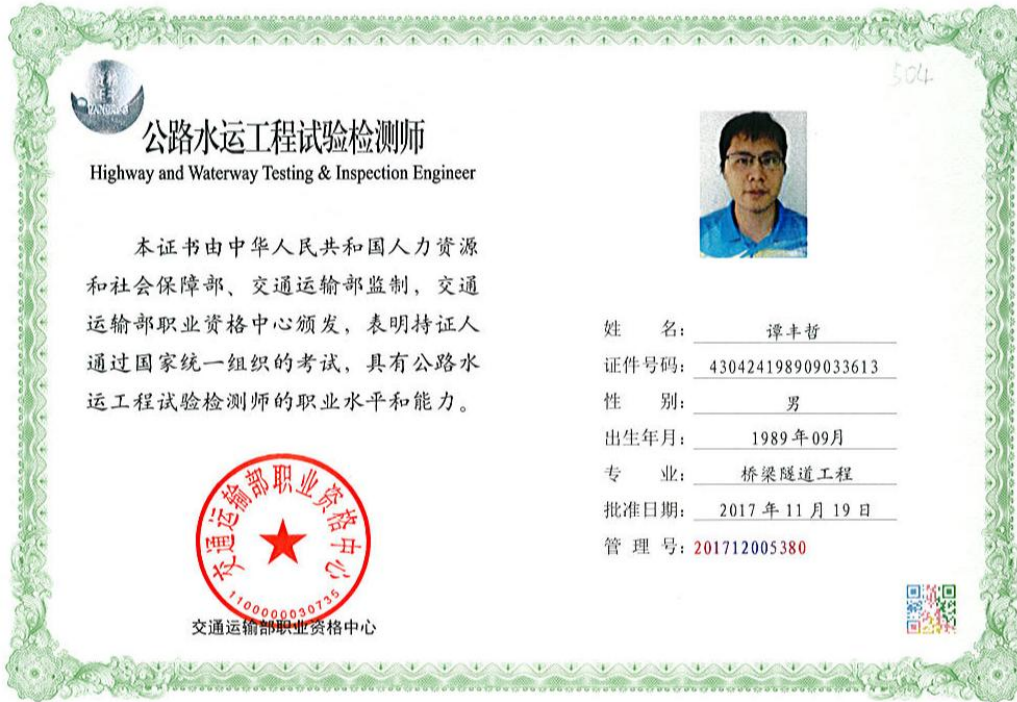 504
公路水运工程试验检测师
Highway and Waterway Testing & Inspection Engineer
本证书由中华人民共和国人力资源
和社会保障部、交通运输部监制，交通
运输部职业资格中心颁发，表明持证人
通过国家统一组织的考试，具有公路水
运工程试验检测师的职业水平和能力。
交通运输部职业资格中心
1100000030735
交通运输部职业资格中心
姓 名： 谭丰哲
证件号码： 430424198909033613
性 别： 男
出生年月： 1989年09月
专 业： 桥梁隧道工程
批准日期： 2017年11月19日
管 理 号：201712005380